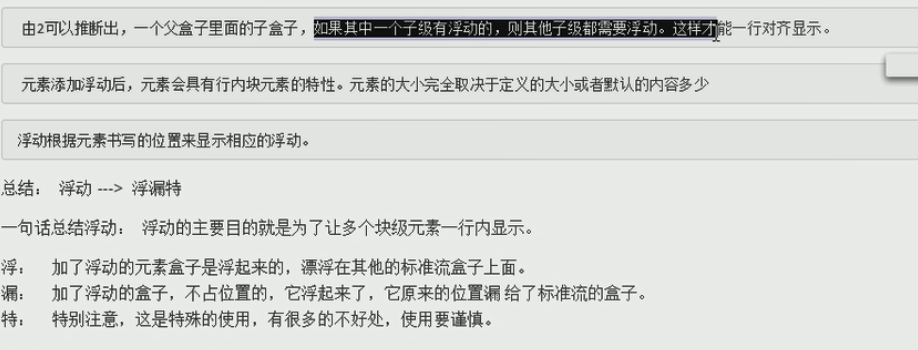 由2可以推断出，一个父盒子里面的子盒子，如果其中一个子级有浮动的，则其他子级都需要浮动。这样才能一行对齐显示。
元素添加浮动后，元素会具有行内块元素的特性。元素的大小完全取决于定义的大小或者默认的内容多少
浮动根据元素书写的位置来显示相应的浮动。
总结： 浮动 ---> 浮漏特
一句话总结浮动： 浮动的主要目的就是为了让多个块级元素一行内显示。
浮： 加了浮动的元素盒子是浮起来的，漂浮在其他的标准流盒子上面。
漏： 加了浮动的盒子，不占位置的，它浮起来了，它原来的位置漏 给了标准流的盒子。
特： 特别注意，这是特殊的使用，有很多的不好处，使用要谨慎。